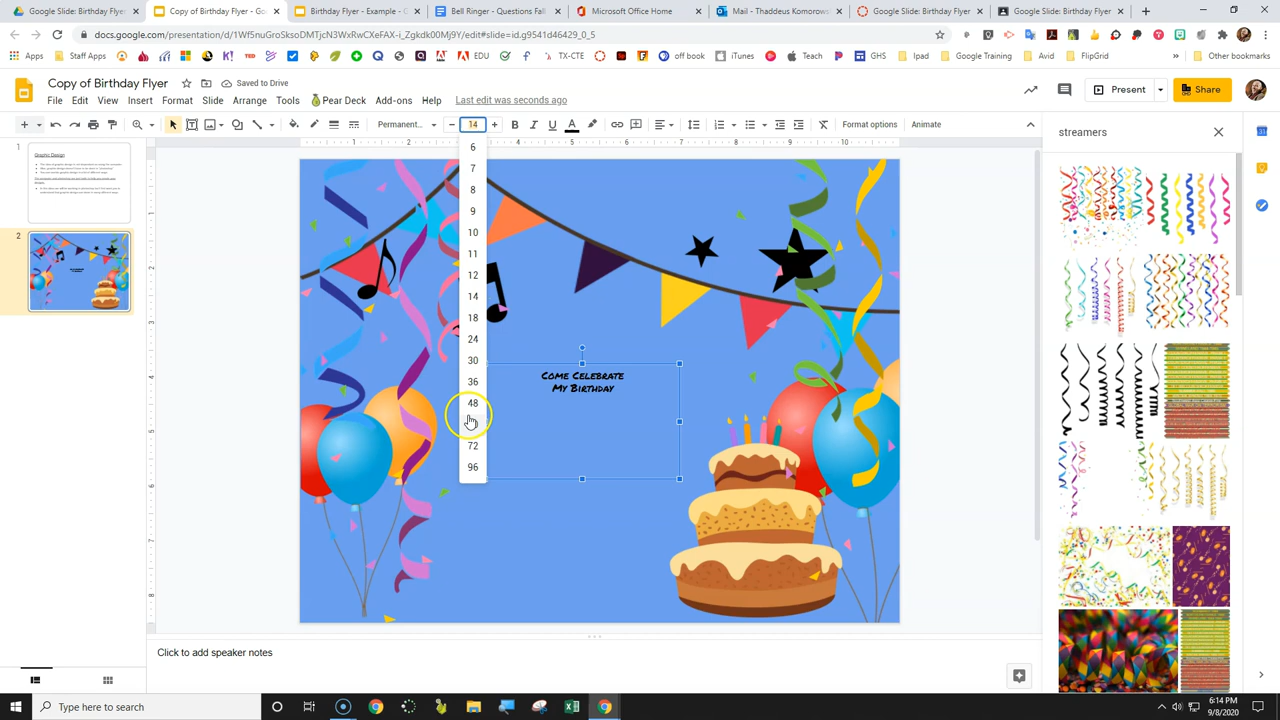 Google Slide: Birthday Flyer
Copy of Birthday Flyer - Go
Birthday Flyer - Example - G
Bell Ringer - Questions Fall
Microsoft Office Home
Mail - Thaddeus Komorows
Google Slide: Birthday Flyer
Google Slide: Birthday Flyer
docs.google.com/presentation/d/1Wf5nuGroSksoDMTjcN3WxRwCXeFAX-i_Zgkdk00Mj9Y/edit#slide=id.g9541d46429_0_5
Apps
Staff Apps
EDU
TX-CTE
off book
iTunes
Teach
GHS
Ipad
Google Training
Avid
FlipGrid
Other bookmarks
Copy of Birthday Flyer
Saved to Drive
File Edit View Insert Format Slide Arrange Tools Pear Deck Add-ons Help Last edit was seconds ago
Present
Share
Permanent...
14
Format options
Animate
streamers
6
9
10
11
12
14
18
24
36
96
1
Graphic Design
2
Come Celebrate
My Birthday
Click to add speaker notes
Type here to search
6:14 PM
9/8/2020